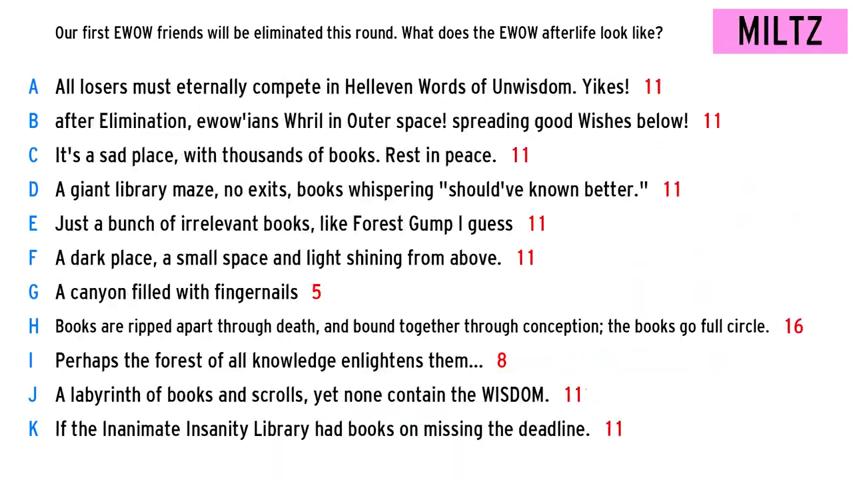 Our first EWOW friends will be eliminated this round. What does the EWOW afterlife look like?
MILTZ
A All losers must eternally compete in Helleven Words of Unwisdom. Yikes! 11
B after Elimination, ewow'ians Whril in Outer space! spreading good Wishes below! 11
C It's a sad place, with thousands of books. Rest in peace. 11
D A giant library maze, no exits, books whispering "should've known better." 11
E Just a bunch of irrelevant books, like Forest Gump I guess 11
F A dark place, a small space and light shining from above. 11
G A canyon filled with fingernails 5
H Books are ripped apart through death, and bound together through conception; the books go full circle. 16
I Perhaps the forest of all knowledge enlightens them... 8
J A labyrinth of books and scrolls, yet none contain the WISDOM. 11
K If the Inanimate Insanity Library had books on missing the deadline. 11